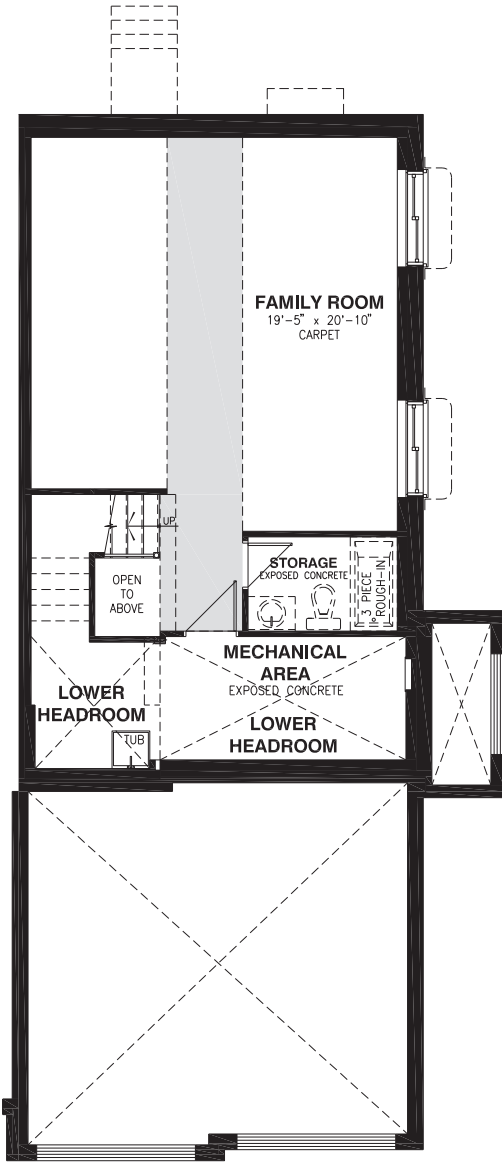 FAMILY ROOM
19'-5" x 20'-10"
CARPET
UP
OPEN
TO
ABOVE
STORAGE
EXPOSED CONCRETE
3 PIECE
ROUGH-IN
MECHANICAL
AREA
EXPOSED CONCRETE
LOWER
HEADROOM
LOWER
HEADROOM
TUB